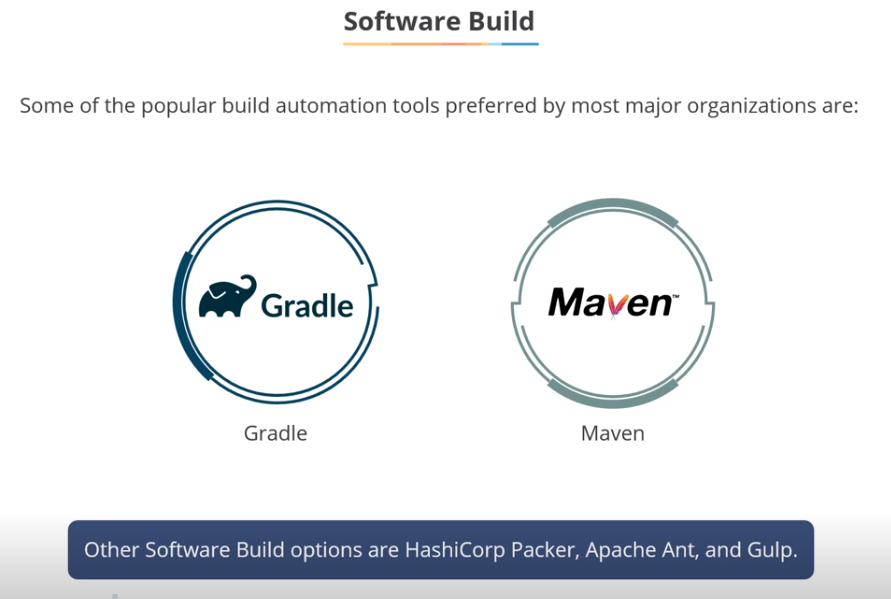 Software Build
Some of the popular build automation tools preferred by most major organizations are:
Gradle
Maven™
Gradle
Maven
Other Software Build options are HashiCorp Packer, Apache Ant, and Gulp.